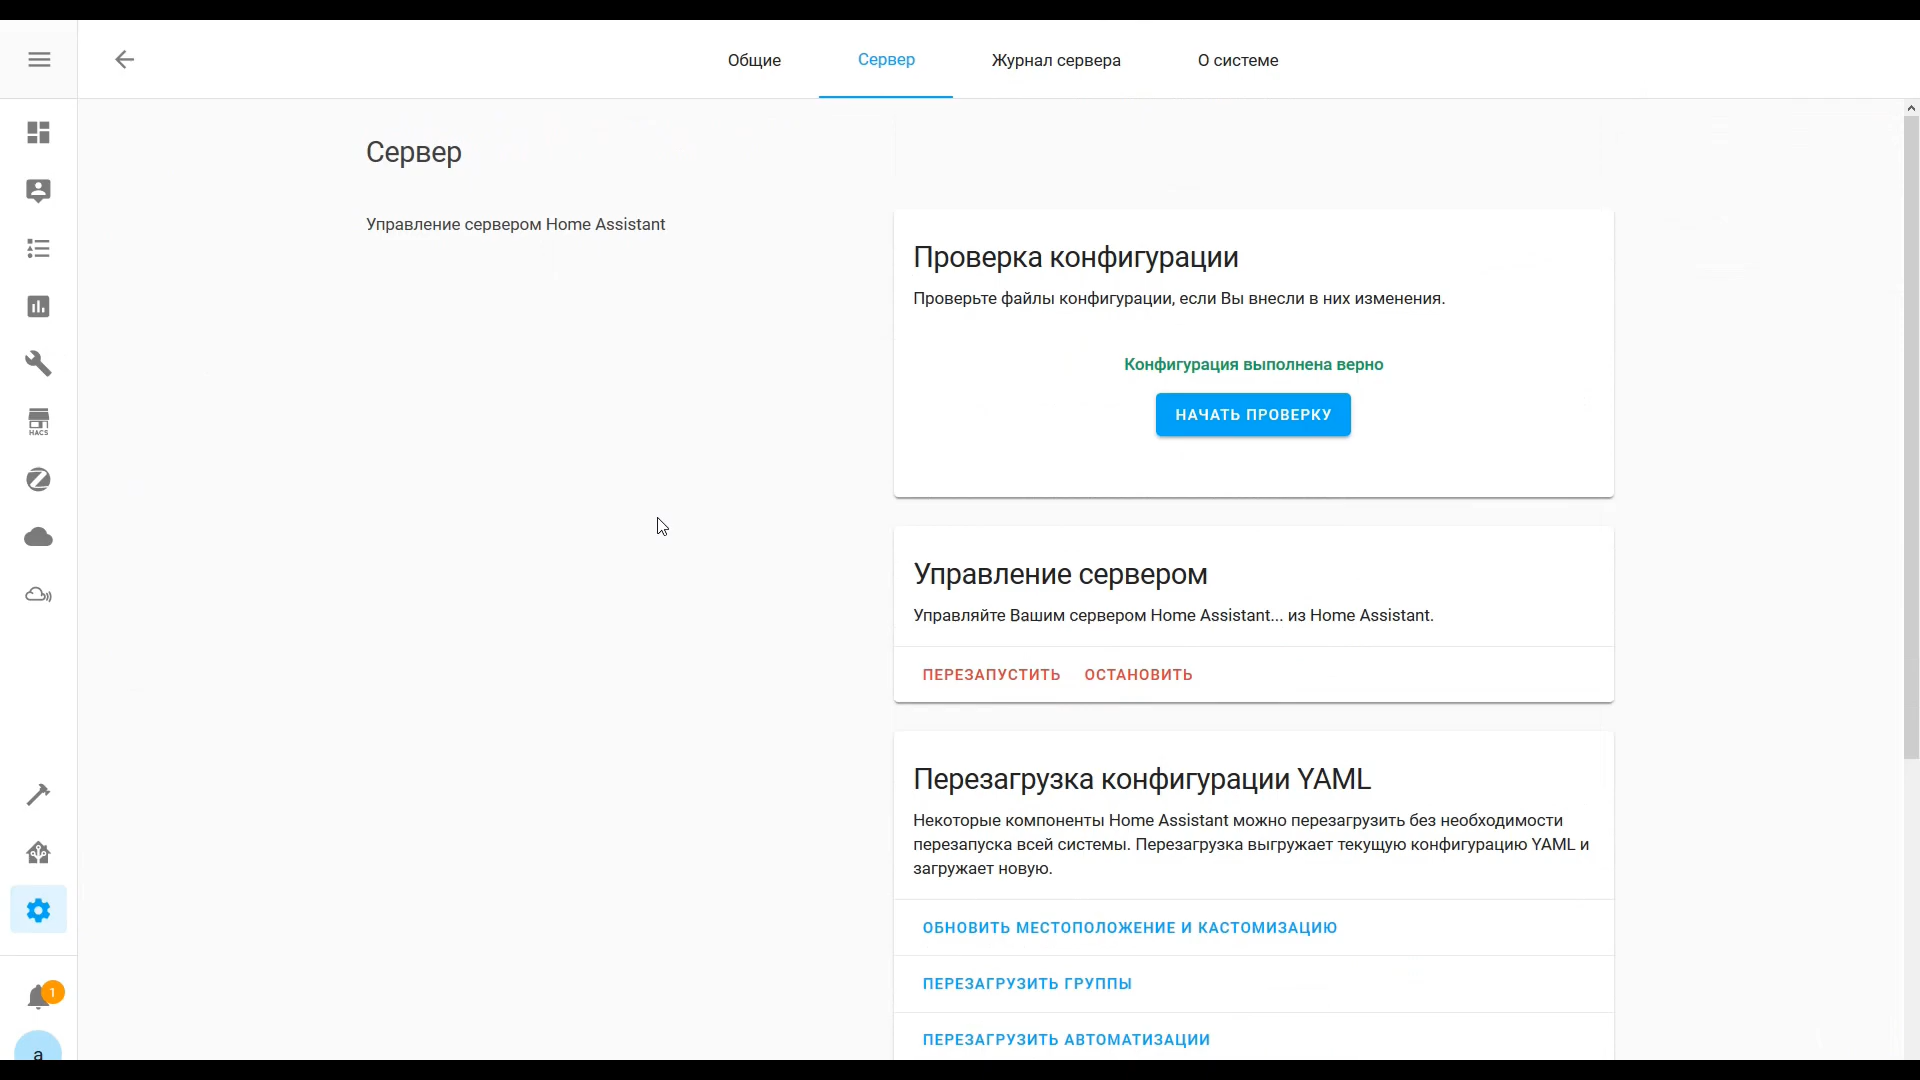 Общие
Сервер
Журнал сервера
О системе
Сервер
Управление сервером Home Assistant
Проверка конфигурации
Проверьте файлы конфигурации, если Вы внесли в них изменения.
Конфигурация выполнена верно
НАЧАТЬ ПРОВЕРКУ
Управление сервером
Управляйте Вашим сервером Home Assistant... из Home Assistant.
ПЕРЕЗАПУСТИТЬ
ОСТАНОВИТЬ
Перезагрузка конфигурации YAML
Некоторые компоненты Home Assistant можно перезагрузить без необходимости
перезапуска всей системы. Перезагрузка выгружает текущую конфигурацию YAML и
загружает новую.
ОБНОВИТЬ МЕСТОПОЛОЖЕНИЕ И КАСТОМИЗАЦИЮ
ПЕРЕЗАГРУЗИТЬ ГРУППЫ
ПЕРЕЗАГРУЗИТЬ АВТОМАТИЗАЦИИ
HACS
1
a